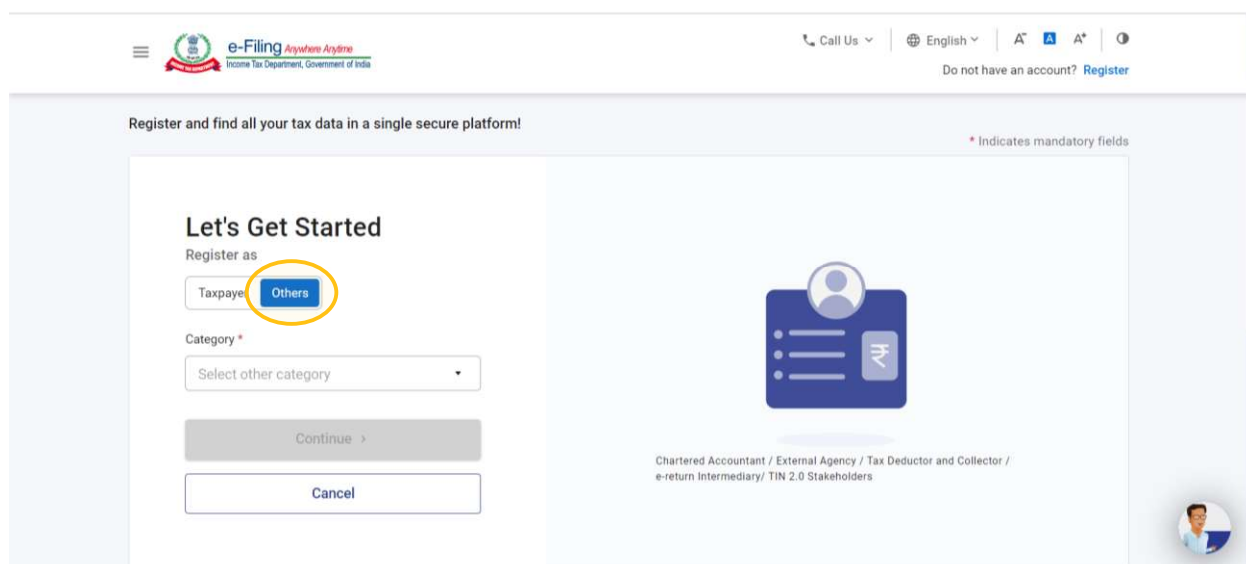 e-Filing Anywhere Anytime
Income Tax Department, Government of India
Call Us
English
A- A A+
Do not have an account? Register
Register and find all your tax data in a single secure platform!
* Indicates mandatory fields
Let's Get Started
Register as
Taxpaye Others
Category *
Select other category
Continue >
Cancel
Chartered Accountant / External Agency / Tax Deductor and Collector /
e-return Intermediary/ TIN 2.0 Stakeholders
₹